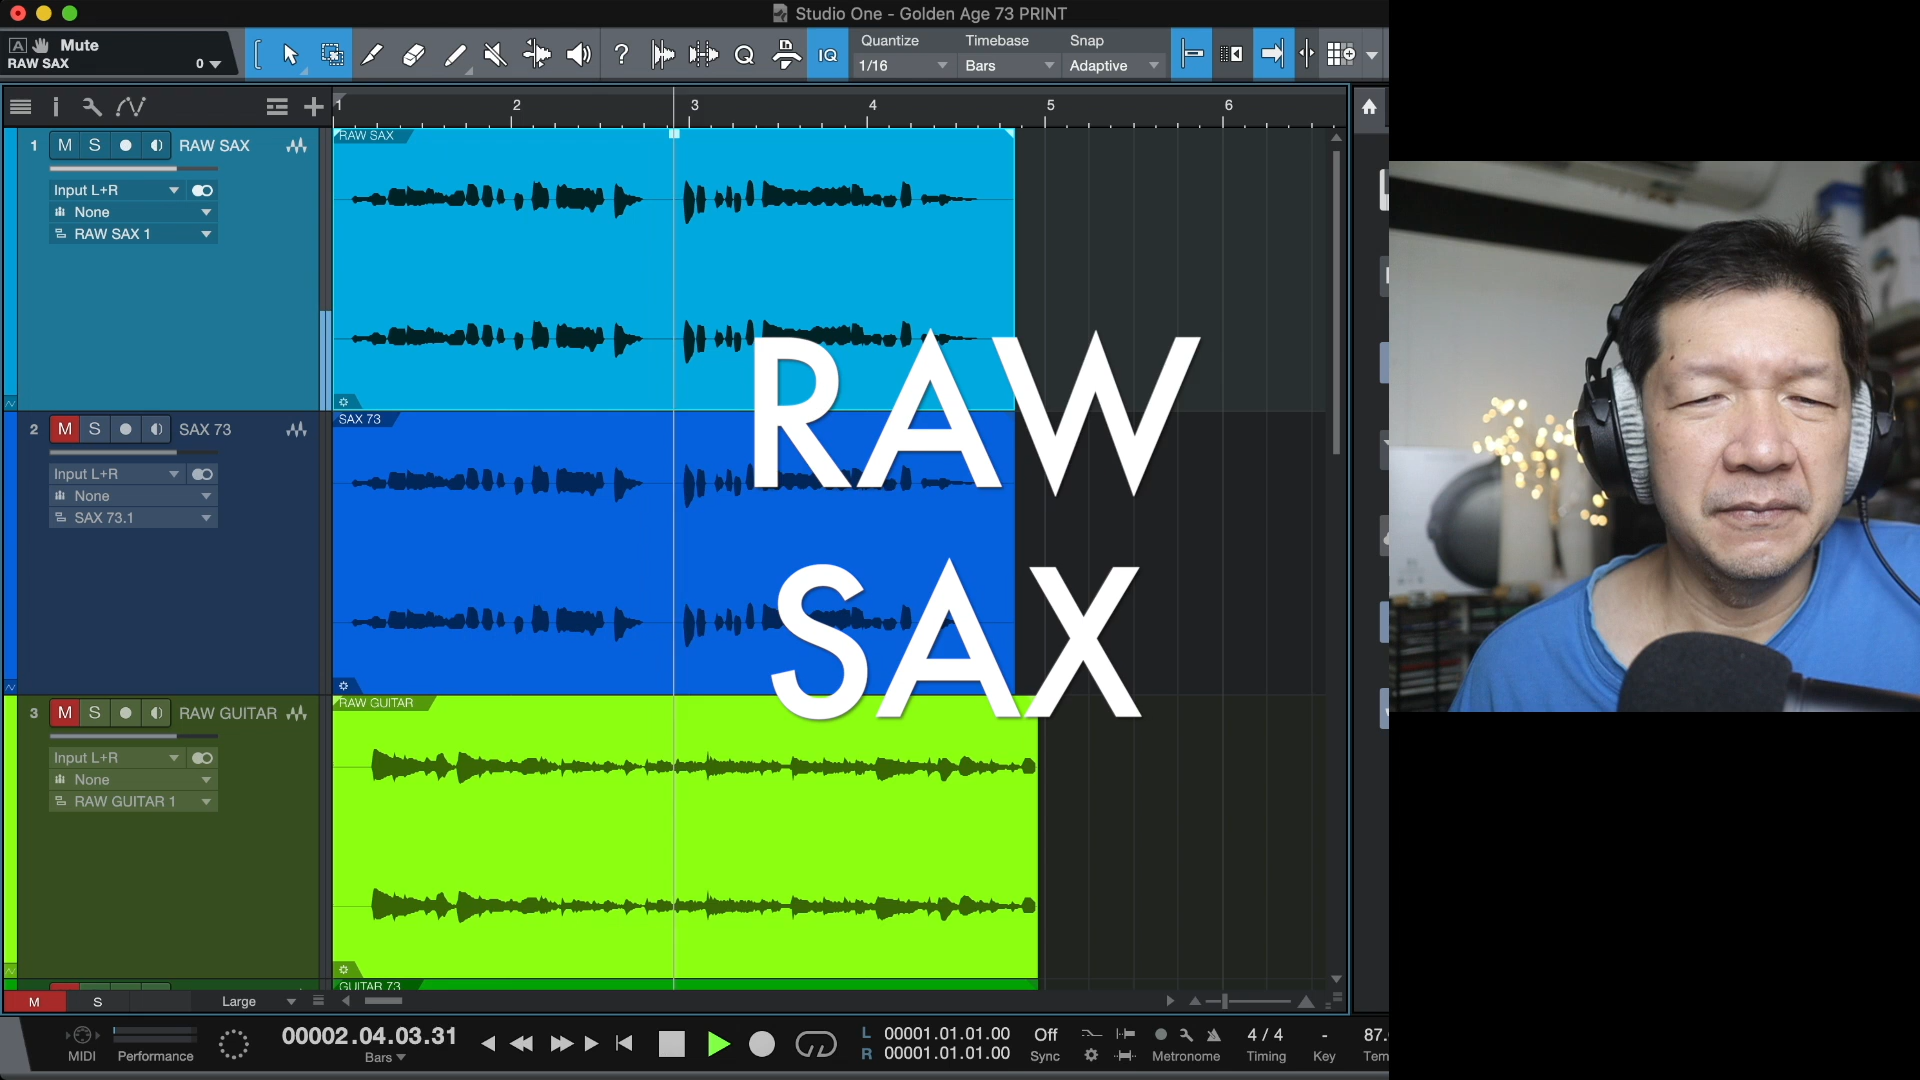 Studio One - Golden Age 73 PRINT
A Mute
RAW SAX 0
? Q IQ
Quantize Timebase Snap
1/16 Bars Adaptive
i
1 2 3 4 5 6
1 M S RAW SAX
Input L+R
None
RAW SAX 1
RAW SAX
RAW
SAX
2 M S SAX 73
Input L+R
None
SAX 73.1
SAX 73
3 M S RAW GUITAR
Input L+R
None
RAW GUITAR 1
RAW GUITAR
GUITAR 73
M S Large
MIDI Performance
00002.04.03.31
Bars
L 00001.01.01.00
R 00001.01.01.00
Off
Sync
Metronome
4 / 4
Timing
-
Key
87.
Tem